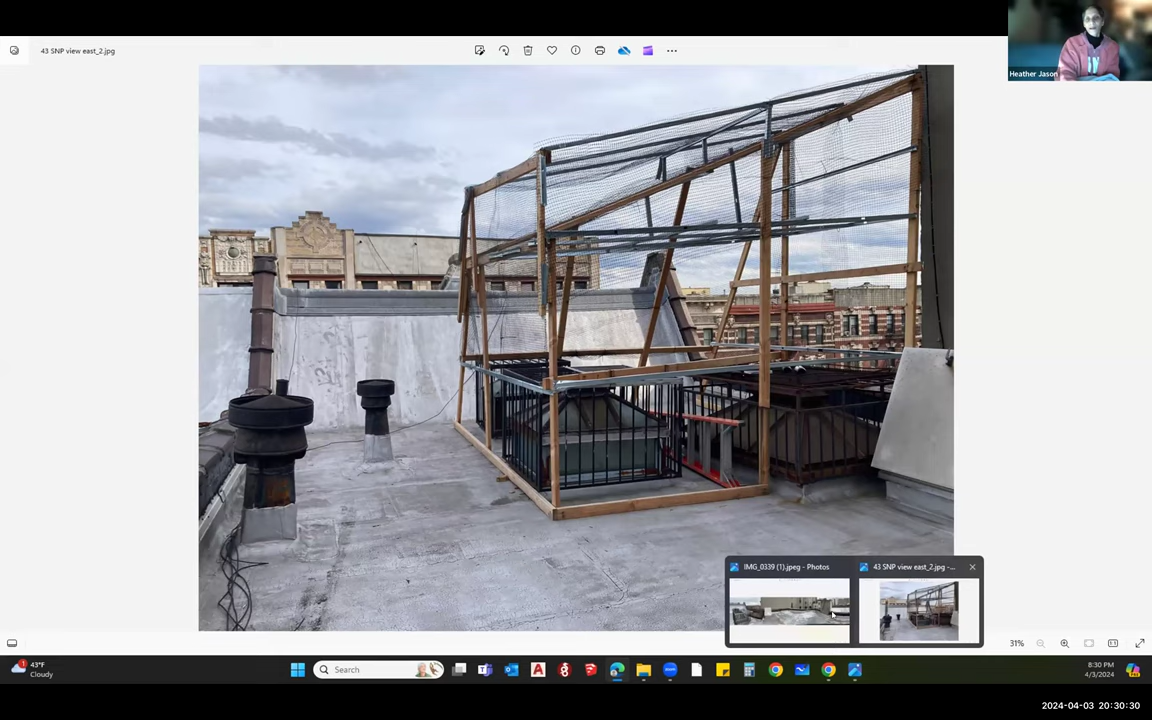 43 SNP view east_2.jpg
Heather Jason
IMG_0339 (1).jpeg - Photos
43 SNP view east_2.jpg -...
31%
1
43°F
Cloudy
Search
8:30 PM
4/3/2024
2024-04-03 20:30:30